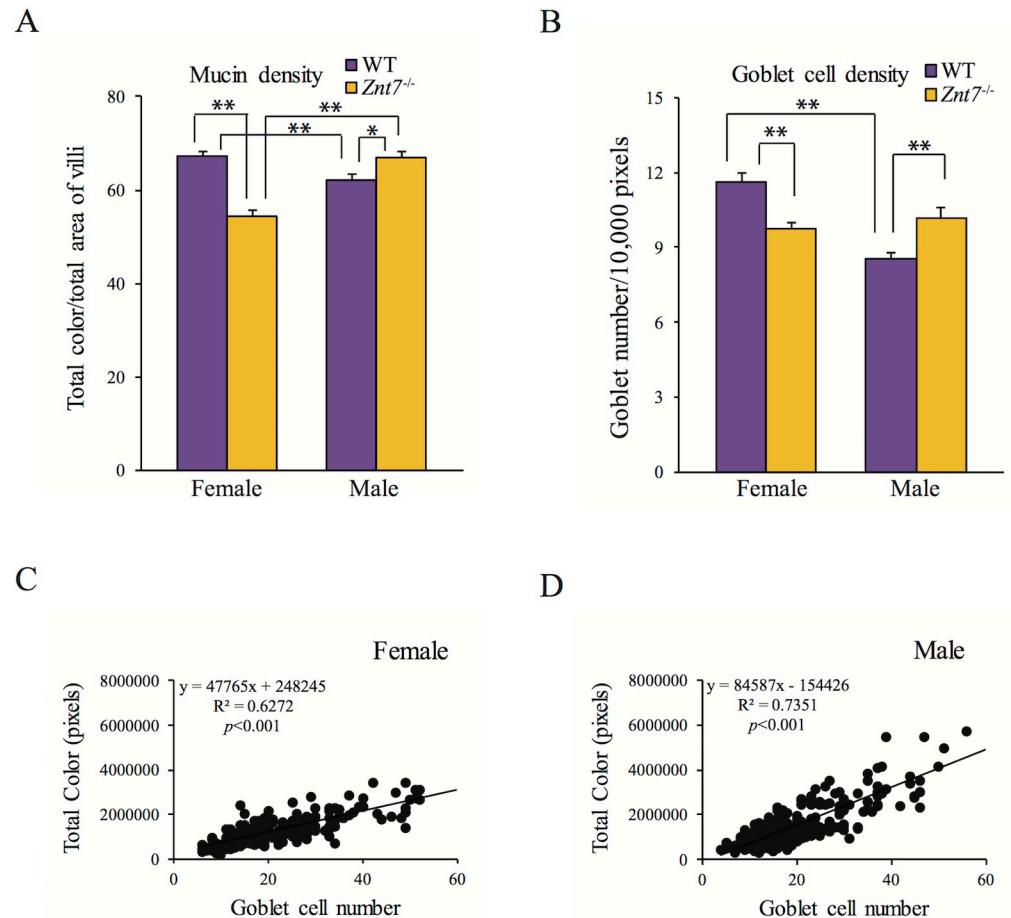 A
Mucin density
WT
Znt7-/-
Total color/total area of villi
80
60
40
20
0
**
**
**
*
Female
Male
B
Goblet cell density
WT
Znt7-/-
Goblet number/10,000 pixels
15
12
9
6
3
0
**
**
**
Female
Male
C
Female
Total Color (pixels)
8000000
6000000
4000000
2000000
0
y = 47765x + 248245
R² = 0.6272
p<0.001
0
20
40
60
Goblet cell number
D
Male
Total Color (pixels)
8000000
6000000
4000000
2000000
0
y = 84587x - 154426
R² = 0.7351
p<0.001
0
20
40
60
Goblet cell number